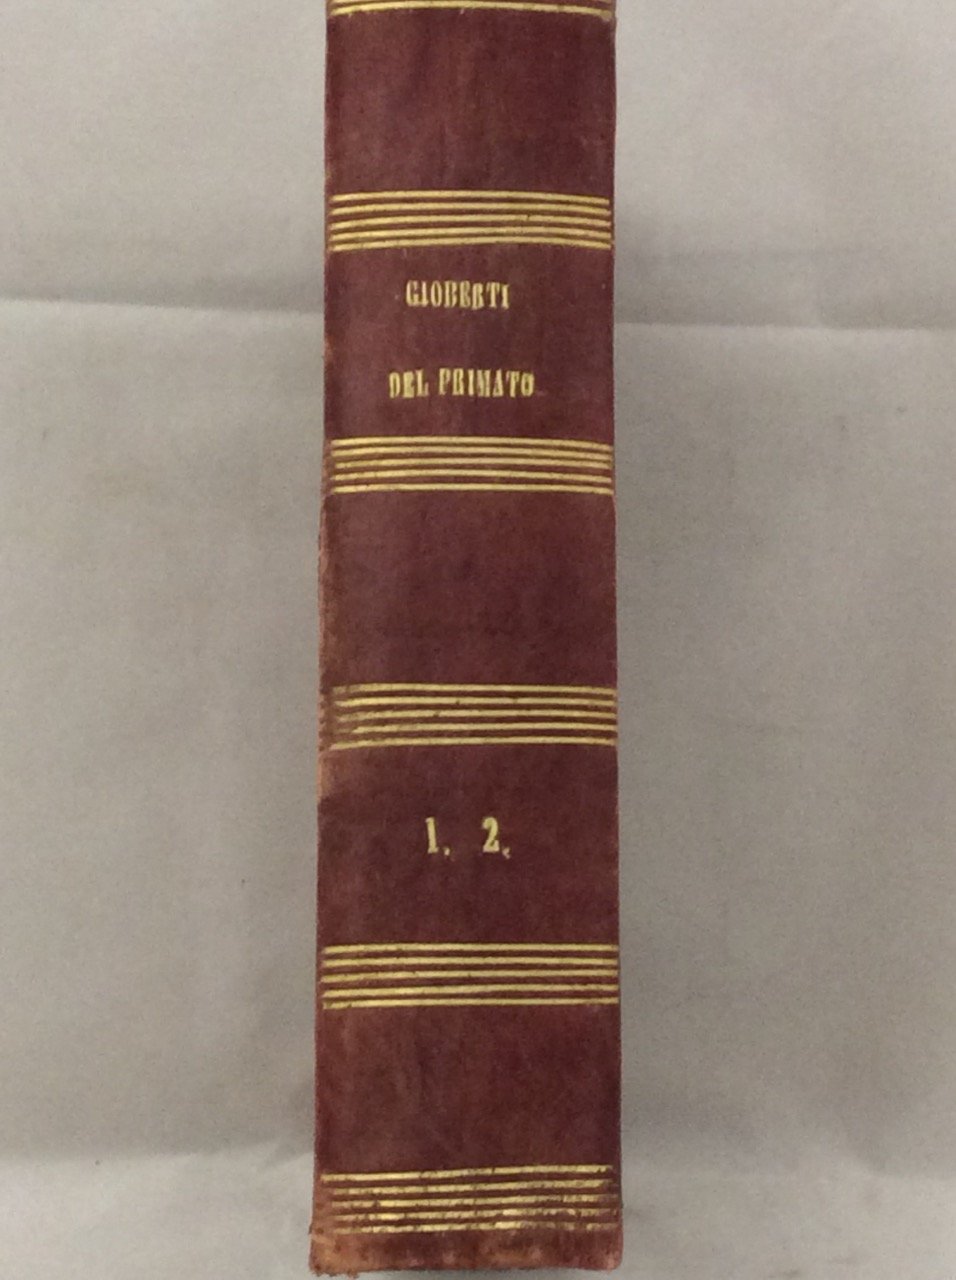 GIOBERTI
DEL PRIMATO
1. 2.